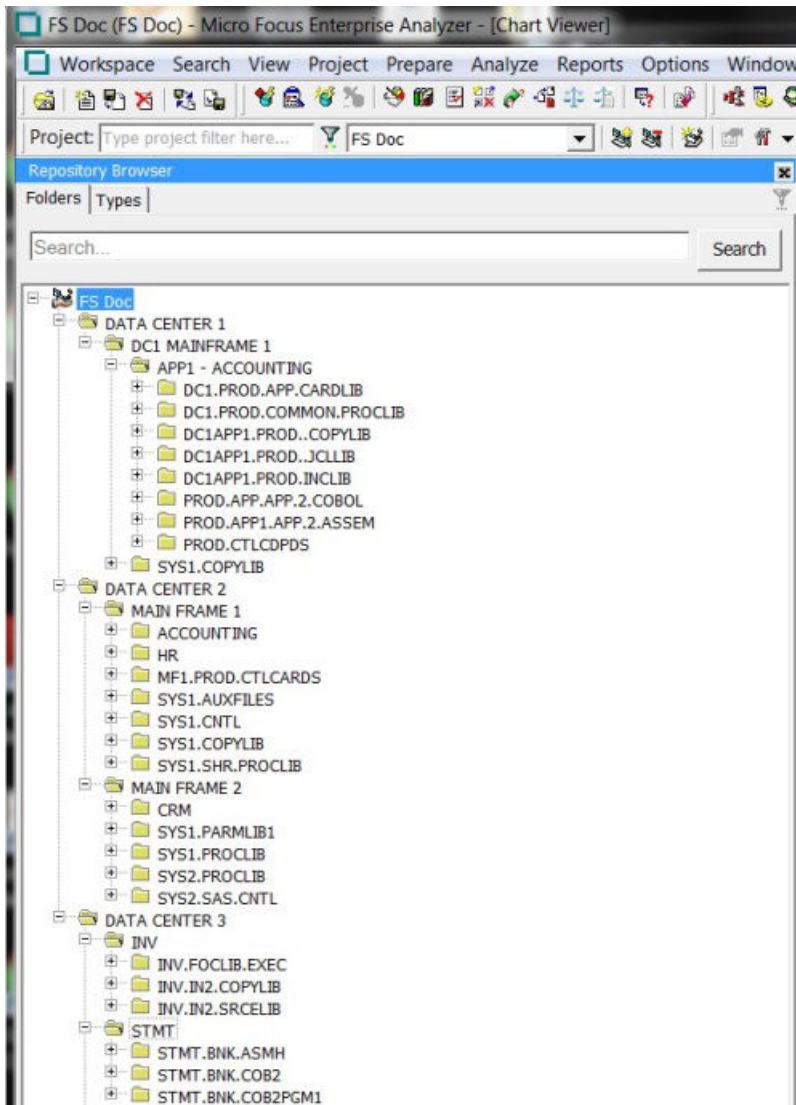 FS Doc (FS Doc) - Micro Focus Enterprise Analyzer - [Chart Viewer]
Workspace Search View Project Prepare Analyze Reports Options Window
Project: Type project filter here... FS Doc
Repository Browser
Folders Types
Search... Search
FS Doc
DATA CENTER 1
DC1 MAINFRAME 1
APP1 - ACCOUNTING
DC1.PROD.APP.CARDLIB
DC1.PROD.COMMON.PROCLIB
DC1APP1.PROD..COPYLIB
DC1APP1.PROD..JCLLIB
DC1APP1.PROD.INCLIB
PROD.APP.APP.2.COBOL
PROD.APP1.APP.2.ASSEM
PROD.CTLCDPDS
SYS1.COPYLIB
DATA CENTER 2
MAIN FRAME 1
ACCOUNTING
HR
MF1.PROD.CTLCARDS
SYS1.AUXFILES
SYS1.CNTL
SYS1.COPYLIB
SYS1.SHR.PROCLIB
MAIN FRAME 2
CRM
SYS1.PARMLIB1
SYS1.PROCLIB
SYS2.PROCLIB
SYS2.SAS.CNTL
DATA CENTER 3
INV
INV.FOCLIB.EXEC
INV.IN2.COPYLIB
INV.IN2.SRCELIB
STMT
STMT.BNK.ASMH
STMT.BNK.COB2
STMT.BNK.COB2PGM1